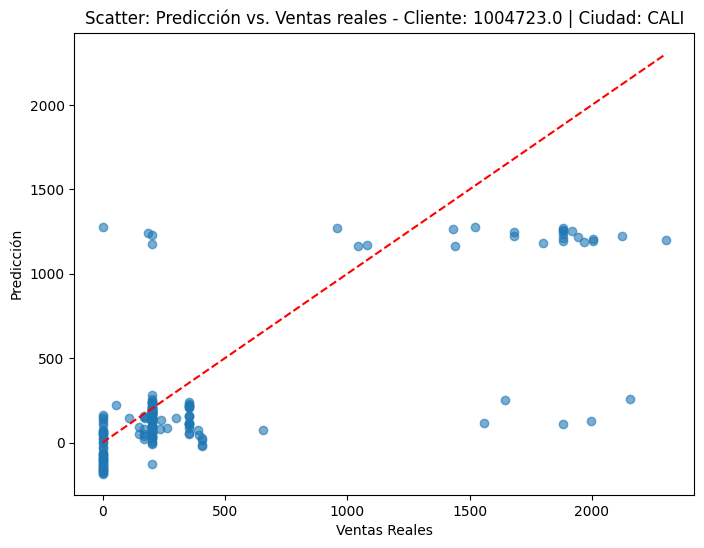 Scatter: Predicción vs. Ventas reales - Cliente: 1004723.0 | Ciudad: CALI
2000
1500
1000
500
0
Predicción
0 500 1000 1500 2000
Ventas Reales